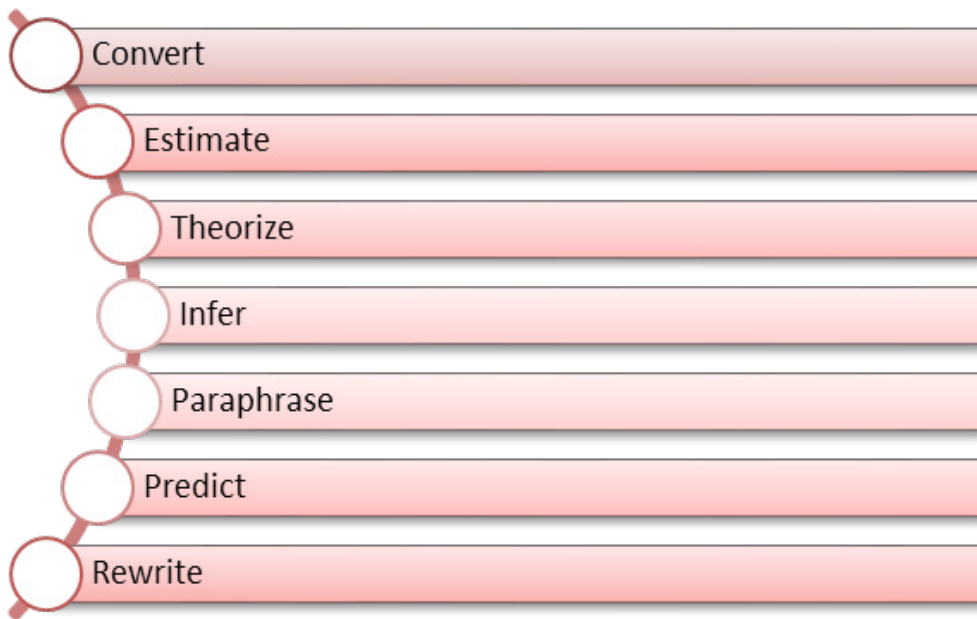 Convert
Estimate
Theorize
Infer
Paraphrase
Predict
Rewrite